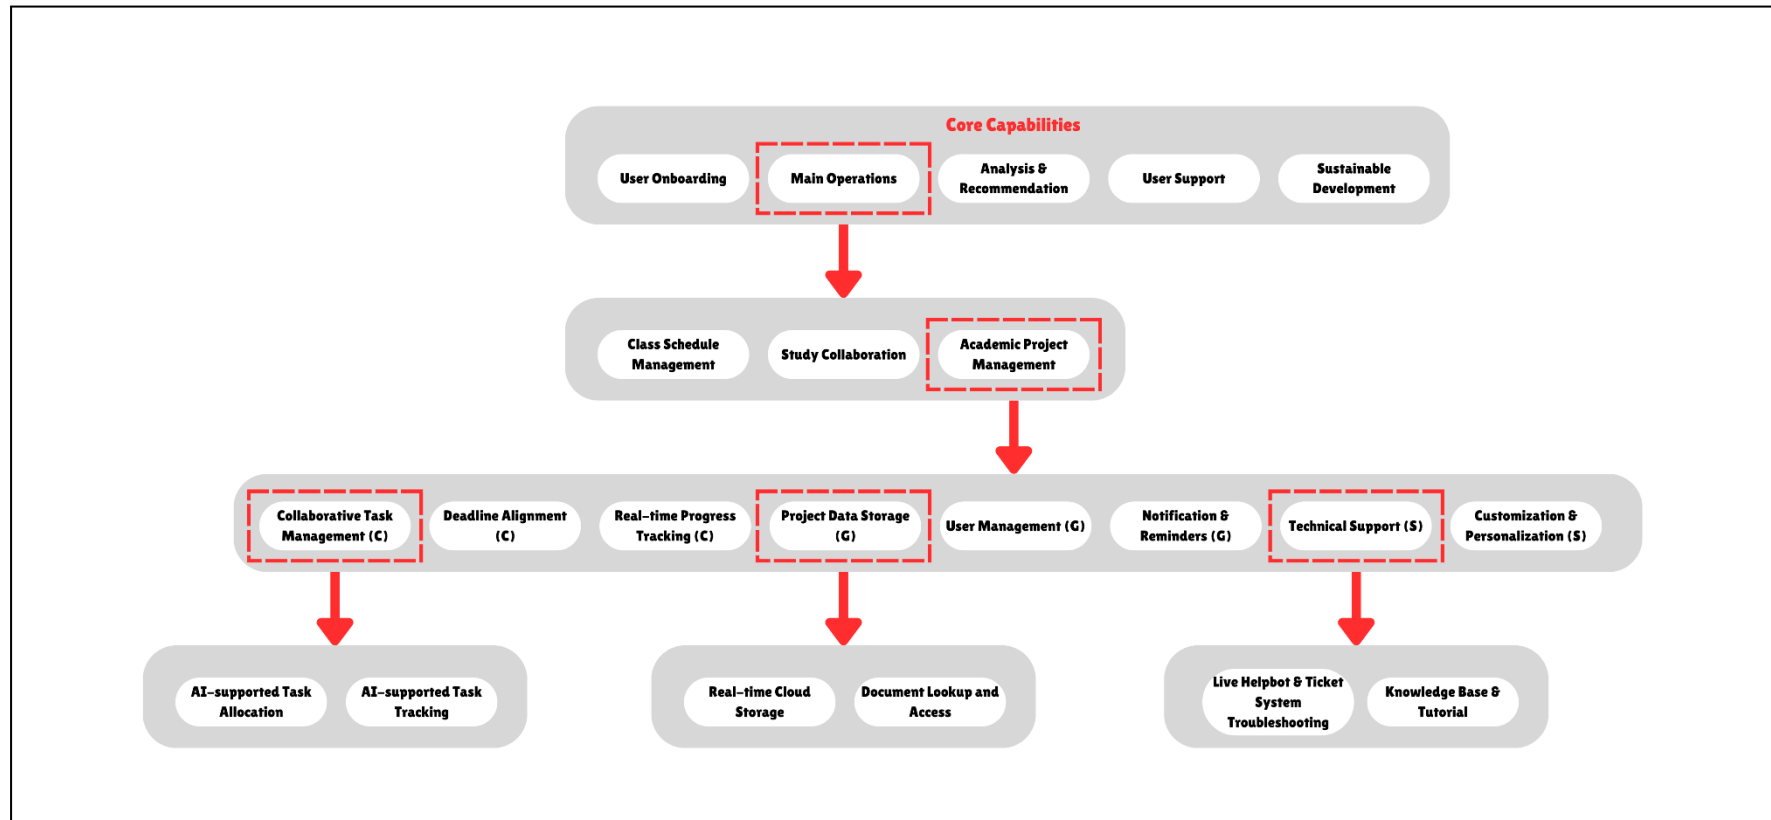 Core Capabilities
User Onboarding
Main Operations
Analysis &
Recommendation
User Support
Sustainable
Development
Class Schedule
Management
Study Collaboration
Academic Project
Management
Collaborative Task
Management (C)
Deadline Alignment
(C)
Real-time Progress
Tracking (C)
Project Data Storage
(G)
User Management (G)
Notification &
Reminders (G)
Technical Support (S)
Customization &
Personalization (S)
AI-supported Task
Allocation
AI-supported Task
Tracking
Real-time Cloud
Storage
Document Lookup and
Access
Live Helpbot & Ticket
System
Troubleshooting
Knowledge Base &
Tutorial